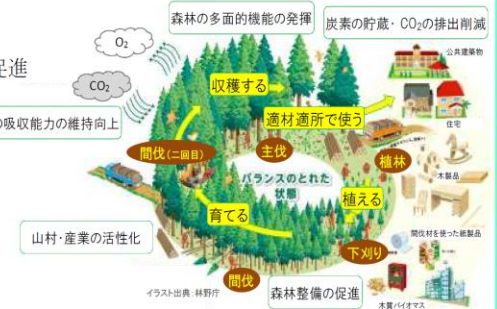 森林の多面的機能の発揮
炭素の貯蔵・CO₂の排出削減
O₂
公共建築物
促進
収穫する
CO₂
住宅
の吸収能力の維持向上
適材適所で使う
間伐(二回目)
主伐
植林
木製品
バランスのとれた
状態
植える
育てる
山村・産業の活性化
下刈り
間伐材を使った紙製品
間伐
森林整備の促進
イラスト出典:林野庁
木質バイオマス